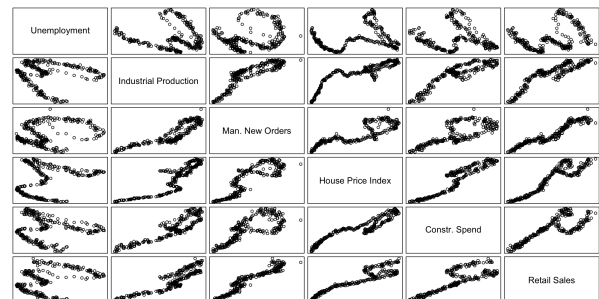 Unemployment
Industrial Production
Man. New Orders
House Price Index
Constr. Spend
Retail Sales